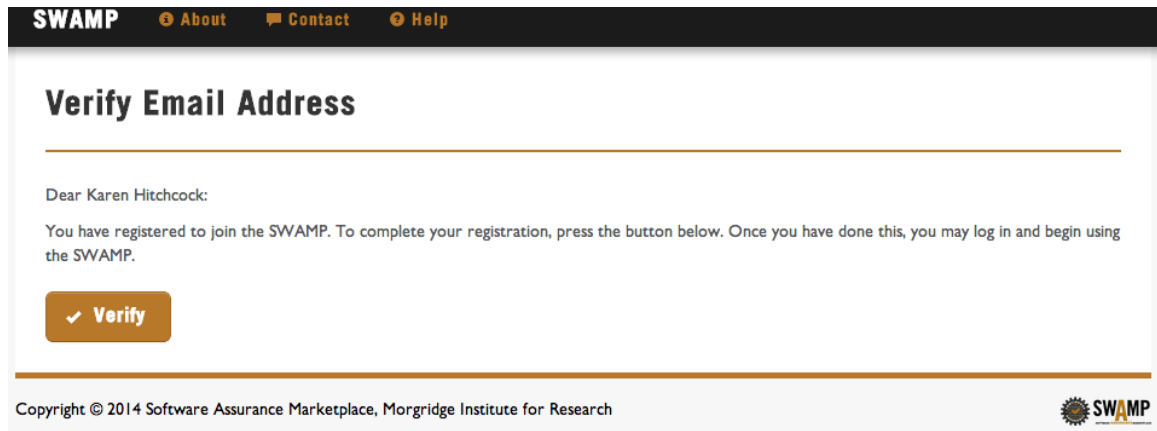 SWAMP About Contact Help
Verify Email Address
Dear Karen Hitchcock:
You have registered to join the SWAMP. To complete your registration, press the button below. Once you have done this, you may log in and begin using
the SWAMP.
Verify
Copyright © 2014 Software Assurance Marketplace, Morgridge Institute for Research
SWAMP